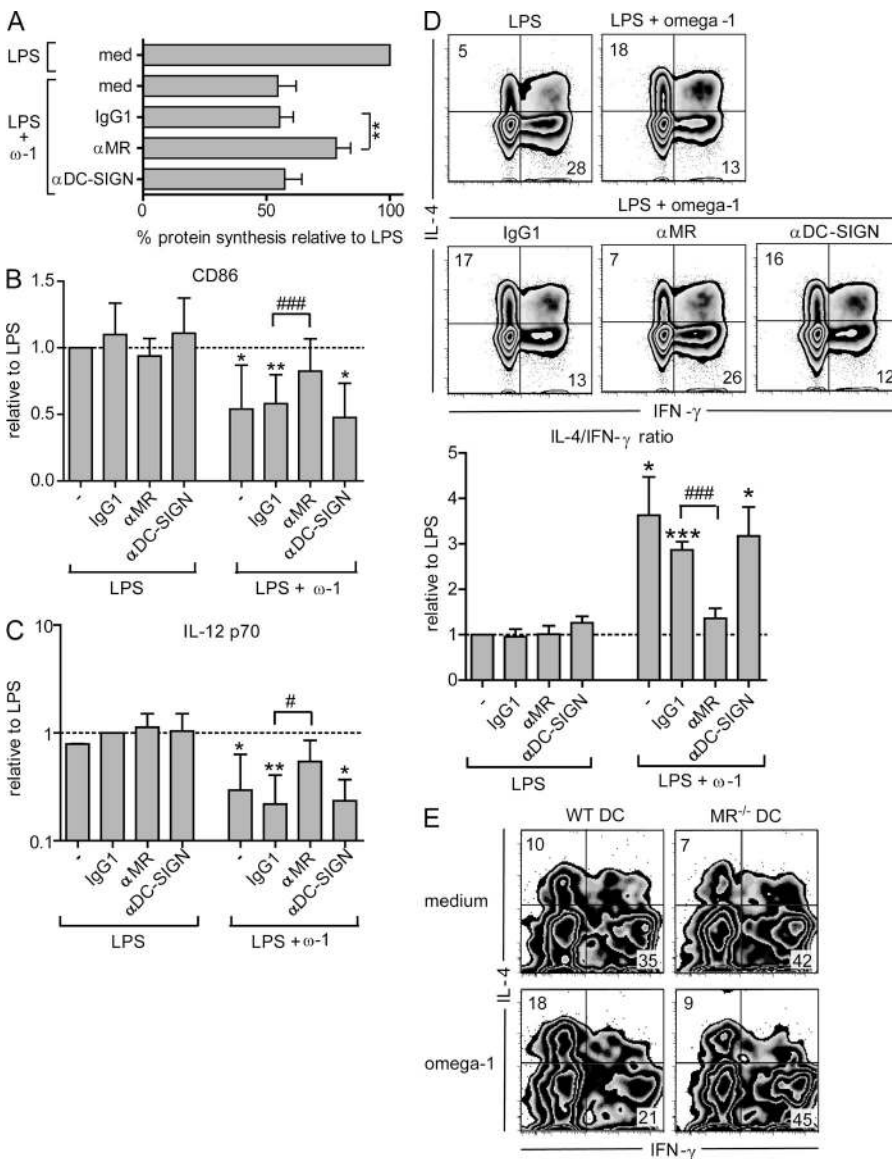 A
LPS
med
LPS + ω-1
med
IgG1
αMR
**
αDC-SIGN
0
50
100
% protein synthesis relative to LPS
B
CD86
relative to LPS
1.5
1.0
0.5
0.0
###
*
**
*
-
IgG1
αMR
αDC-SIGN
-
IgG1
αMR
αDC-SIGN
LPS
LPS + ω-1
C
IL-12 p70
relative to LPS
10
1
0.1
#
*
**
*
-
IgG1
αMR
αDC-SIGN
-
IgG1
αMR
αDC-SIGN
LPS
LPS + ω-1
D
LPS
LPS + omega-1
5
28
18
13
LPS + omega-1
IL-4
IgG1
αMR
αDC-SIGN
17
13
7
26
16
12
IFN-γ
IL-4/IFN-γ ratio
relative to LPS
5
4
3
2
1
0
*
***
###
*
-
IgG1
αMR
αDC-SIGN
-
IgG1
αMR
αDC-SIGN
LPS
LPS + ω-1
E
WT DC
MR-/- DC
medium
10
35
7
42
IL-4
omega-1
18
21
9
45
IFN-γ